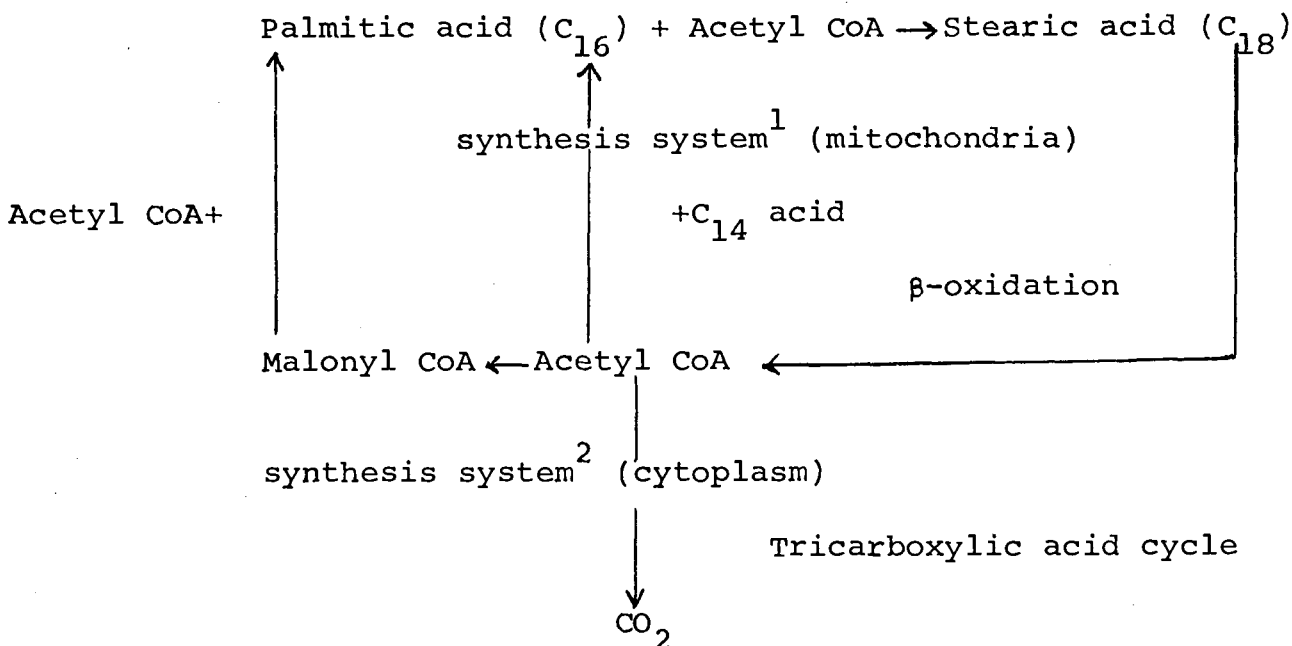 Palmitic acid (C16) + Acetyl CoA → Stearic acid (C18)
synthesis system1 (mitochondria)
Acetyl CoA+
+C14 acid
β-oxidation
Malonyl CoA ← Acetyl CoA
synthesis system2 (cytoplasm)
Tricarboxylic acid cycle
CO2